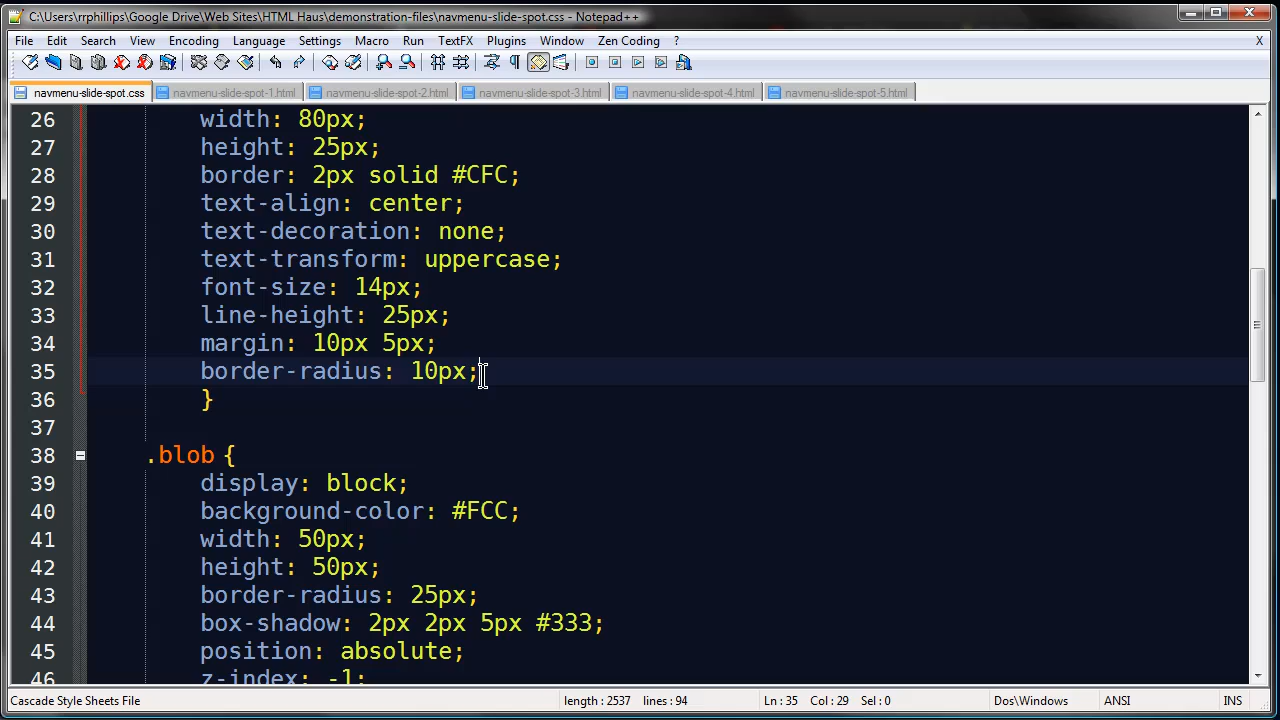 C:\Users\rrphillips\Google Drive\Web Sites\HTML Haus\demonstration-files\navmenu-slide-spot.css - Notepad++
File Edit Search View Encoding Language Settings Macro Run TextFX Plugins Window Zen Coding ? X
navmenu-slide-spot.css navmenu-slide-spot-1.html navmenu-slide-spot-2.html navmenu-slide-spot-3.html navmenu-slide-spot-4.html navmenu-slide-spot-5.html
26 width: 80px;
27 height: 25px;
28 border: 2px solid #CFC;
29 text-align: center;
30 text-decoration: none;
31 text-transform: uppercase;
32 font-size: 14px;
33 line-height: 25px;
34 margin: 10px 5px;
35 border-radius: 10px;
36 }
37
38 .blob {
39 display: block;
40 background-color: #FCC;
41 width: 50px;
42 height: 50px;
43 border-radius: 25px;
44 box-shadow: 2px 2px 5px #333;
45 position: absolute;
46 z-index: -1;
Cascade Style Sheets File length : 2537 lines : 94 Ln : 35 Col : 29 Sel : 0 Dos\Windows ANSI INS